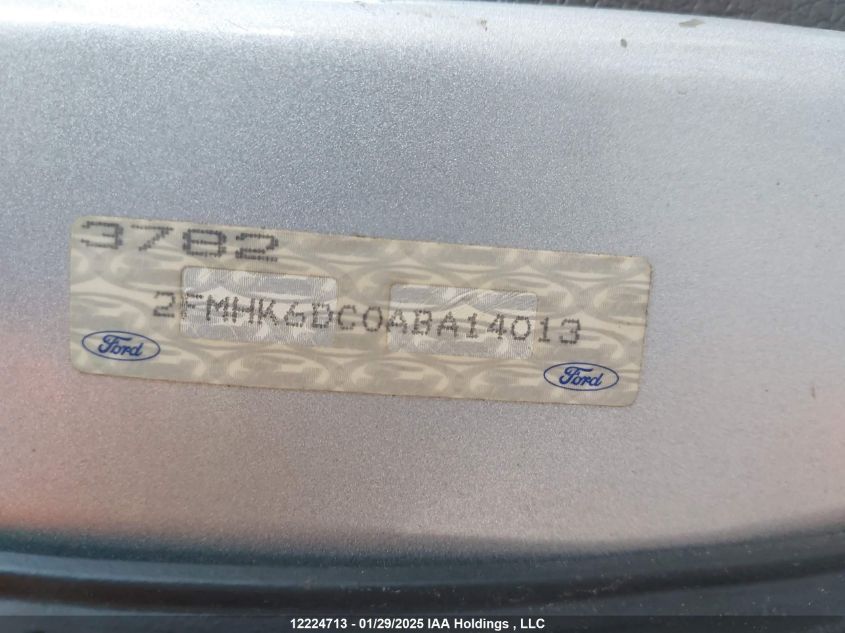 3782
2FMHK6DC0ABA14013
Ford
Ford
12224713 - 01/29/2025 IAA Holdings , LLC